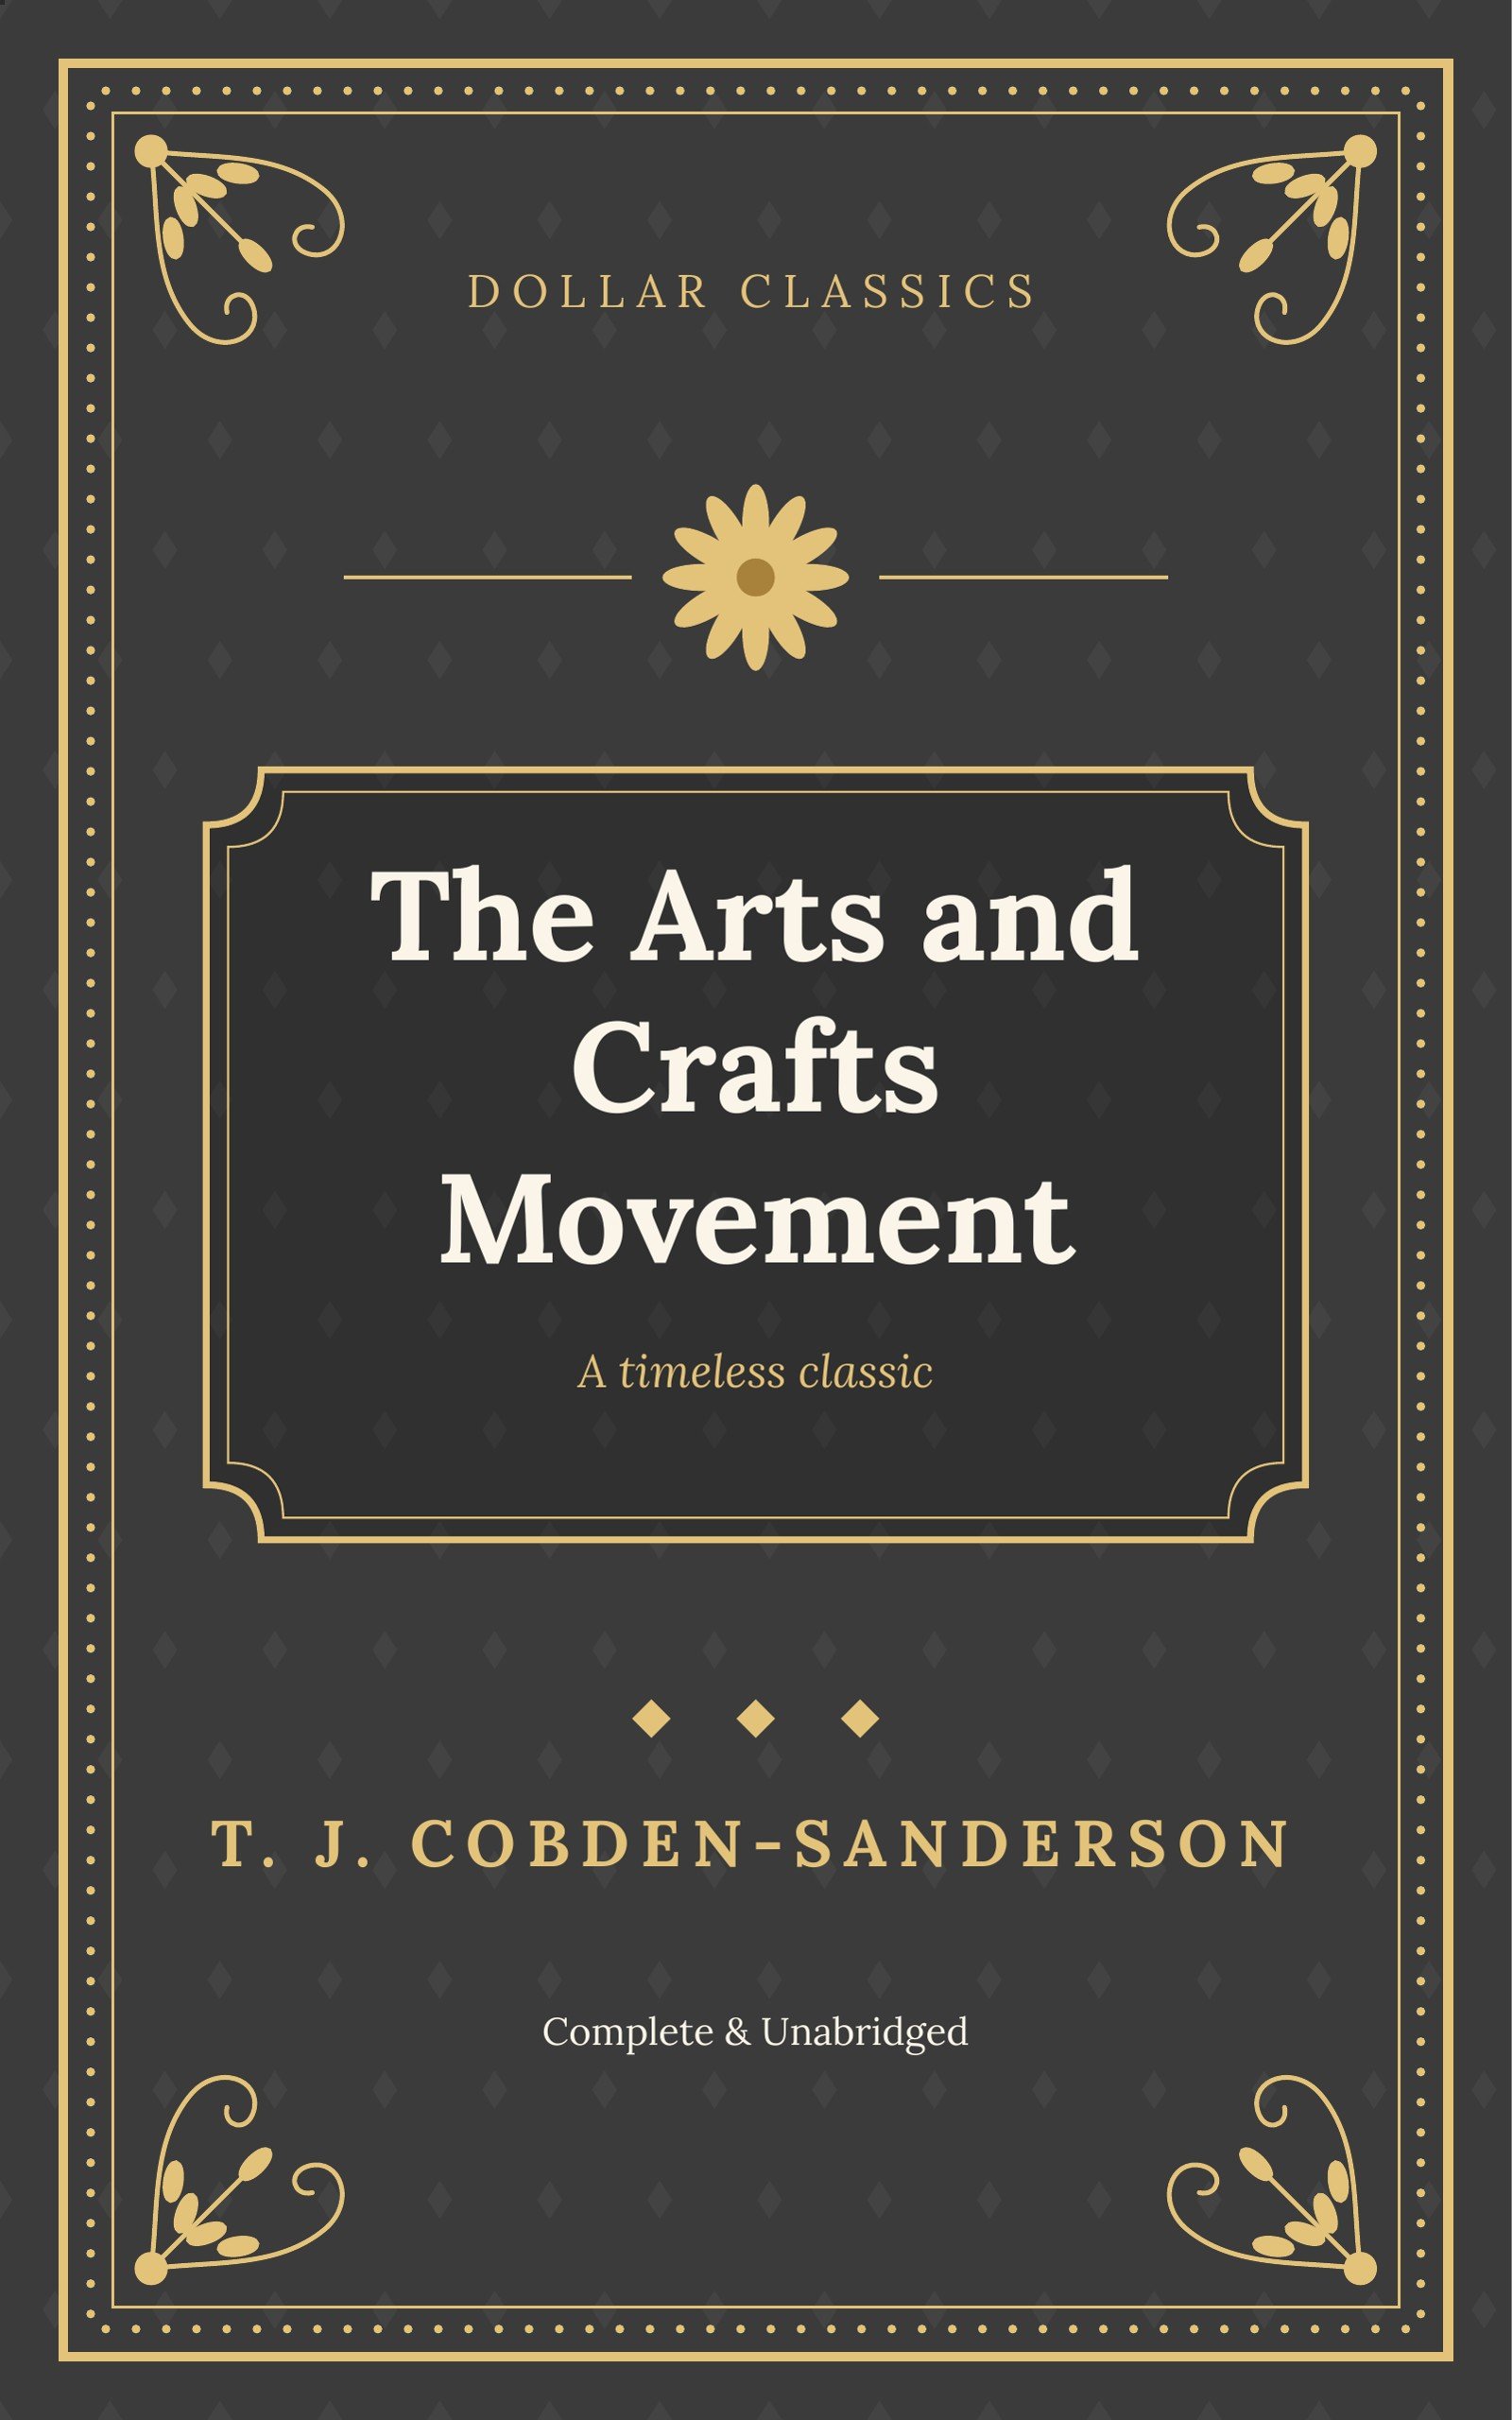 DOLLAR CLASSICS
The Arts and
Crafts
Movement
A timeless classic
T. J. COBDEN-SANDERSON
Complete & Unabridged